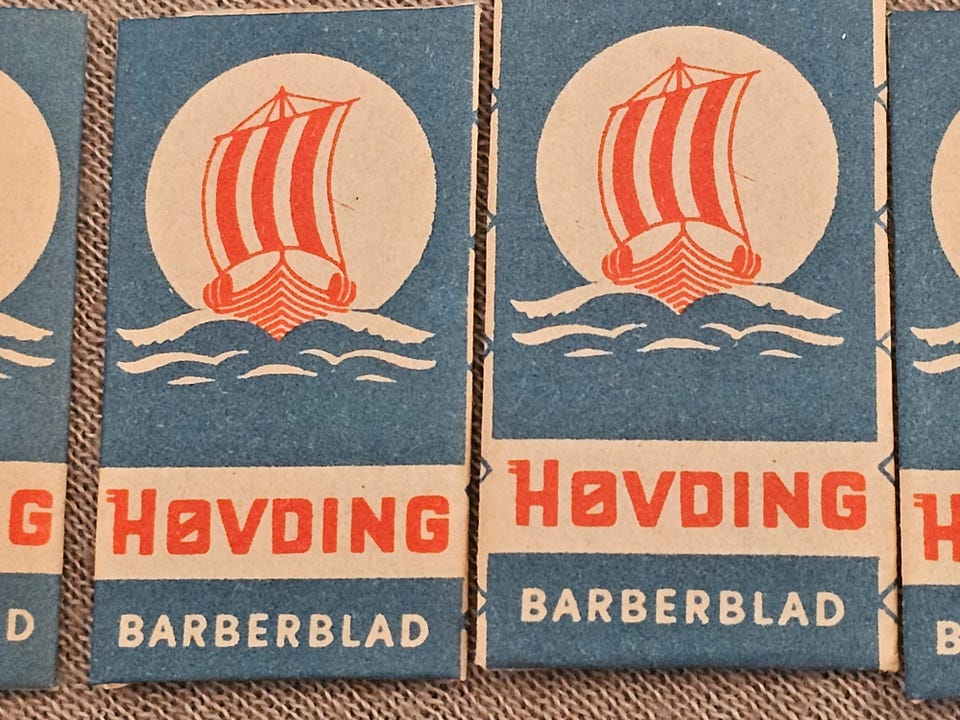 G
HØVDING
HØVDING
H
D
BARBERBLAD
BARBERBLAD
B